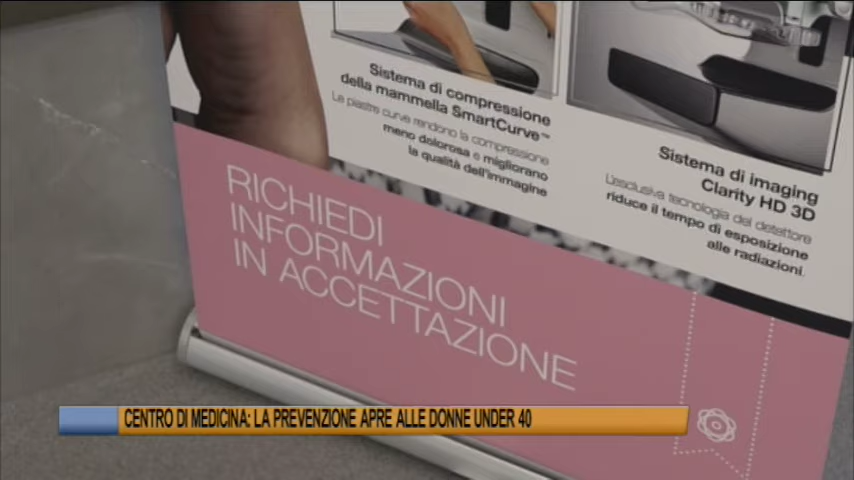 Sistema di compressione
della mammella SmartCurve™
Le piastre curve rendono la compressione
meno dolorosa e migliorano
la qualità dell'immagine
Sistema di imaging
Clarity HD 3D
L'esclusiva tecnologia del detettore
riduce il tempo di esposizione
alle radiazioni.
RICHIEDI
INFORMAZIONI
IN ACCETTAZIONE
CENTRO DI MEDICINA: LA PREVENZIONE APRE ALLE DONNE UNDER 40